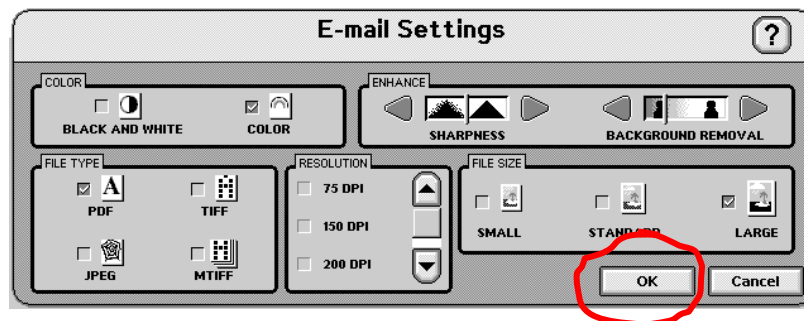 E-mail Settings
?
COLOR
BLACK AND WHITE
COLOR
ENHANCE
SHARPNESS
BACKGROUND REMOVAL
FILE TYPE
A
PDF
TIFF
JPEG
MTIFF
RESOLUTION
75 DPI
150 DPI
200 DPI
FILE SIZE
SMALL
STANDARD
LARGE
OK
Cancel